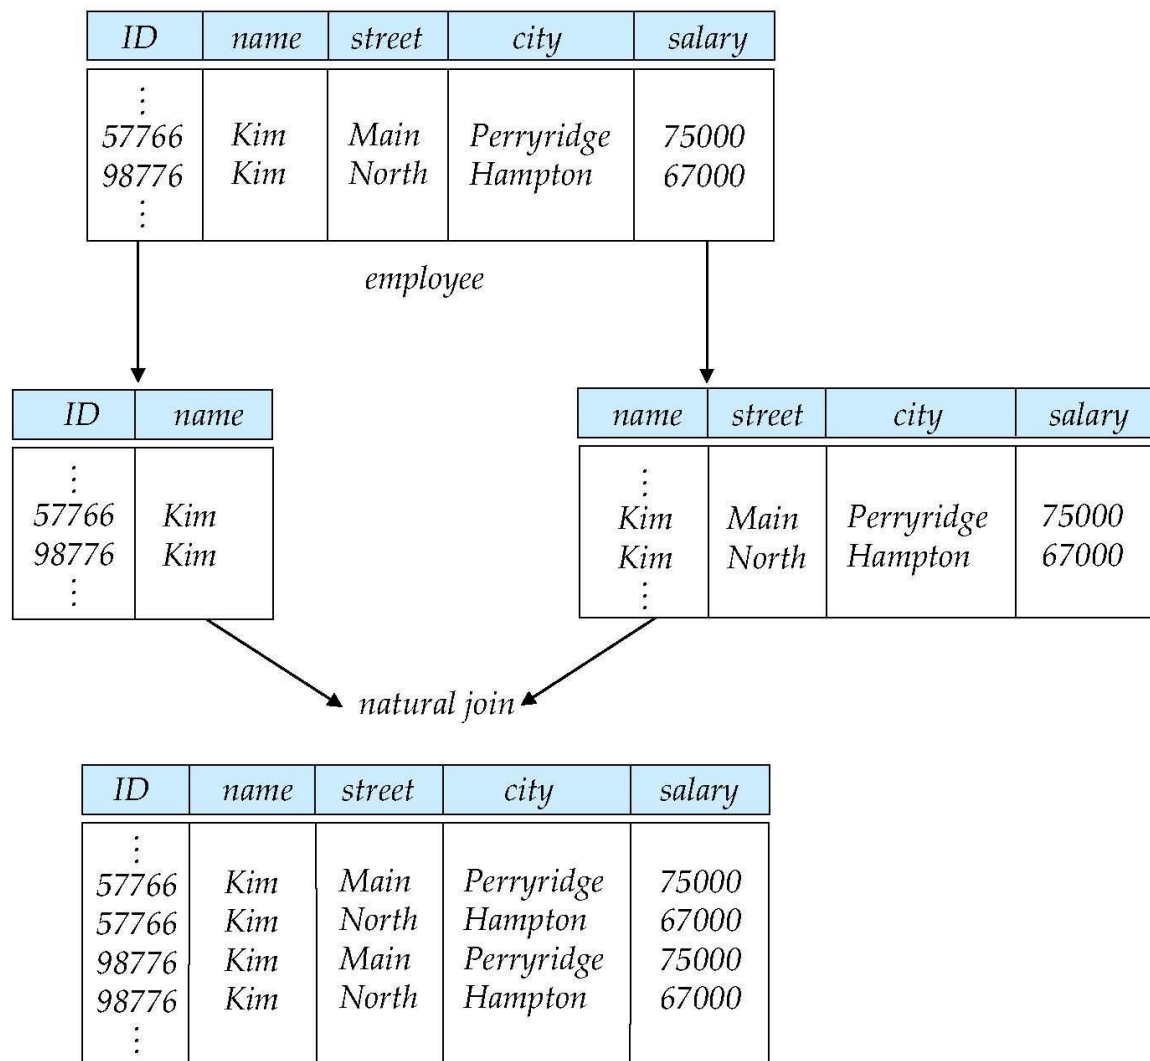 ID name street city salary
⋮
57766 Kim Main Perryridge 75000
98776 Kim North Hampton 67000
⋮
employee
ID name
⋮
57766 Kim
98776 Kim
⋮
name street city salary
⋮
Kim Main Perryridge 75000
Kim North Hampton 67000
⋮
natural join
ID name street city salary
⋮
57766 Kim Main Perryridge 75000
57766 Kim North Hampton 67000
98776 Kim Main Perryridge 75000
98776 Kim North Hampton 67000
⋮